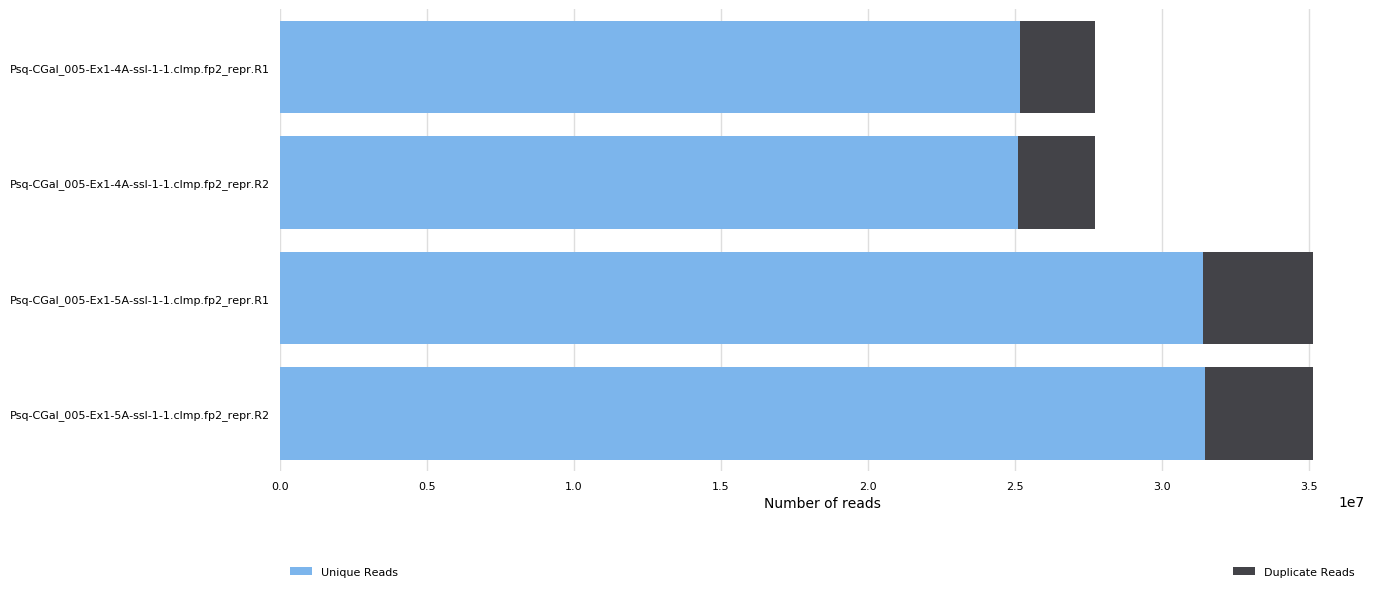 Psq-CGal_005-Ex1-4A-ssl-1-1.clmp.fp2_repr.R1
Psq-CGal_005-Ex1-4A-ssl-1-1.clmp.fp2_repr.R2
Psq-CGal_005-Ex1-5A-ssl-1-1.clmp.fp2_repr.R1
Psq-CGal_005-Ex1-5A-ssl-1-1.clmp.fp2_repr.R2
0.0 0.5 1.0 1.5 2.0 2.5 3.0 3.5
Number of reads 1e7
Unique Reads Duplicate Reads